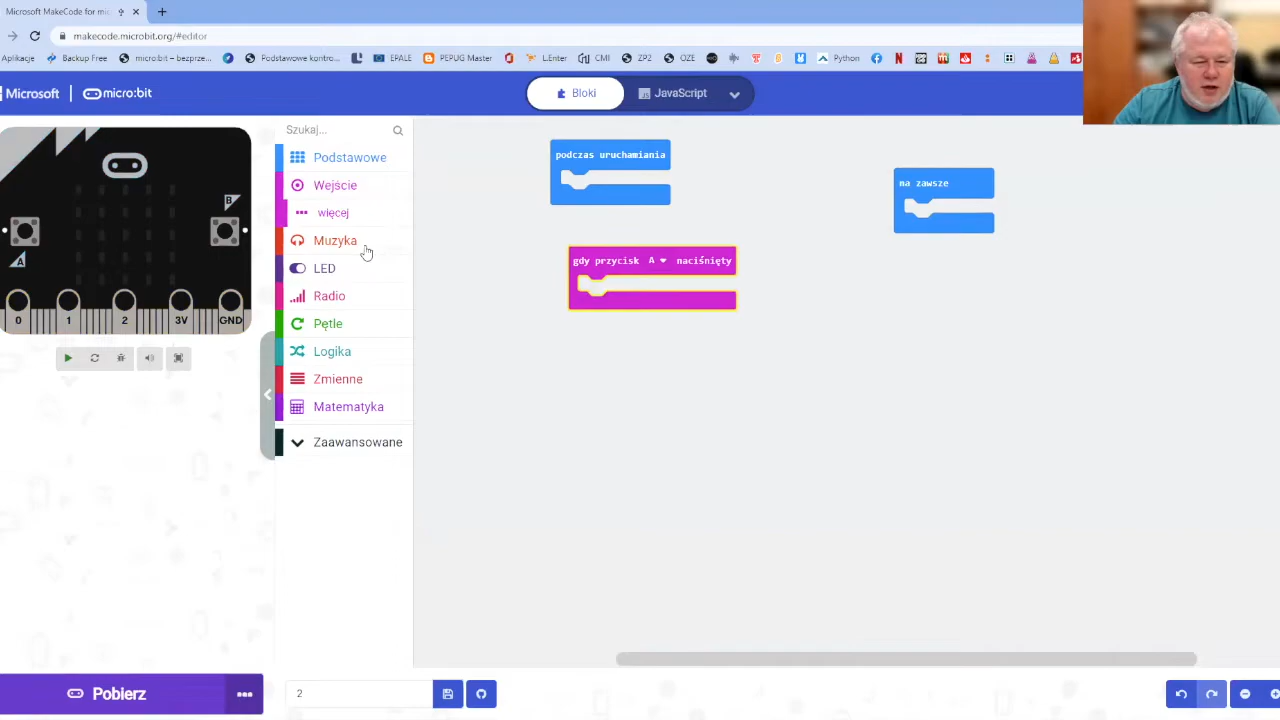 Microsoft MakeCode for mic
makecode.microbit.org/#editor
Aplikacje
Backup Free
micro:bit – bezprze...
Podstawowe kontro...
EPALE
PEPUG Master
LEnter
CMI
ZP2
OZE
Python
Microsoft
micro:bit
Bloki
JavaScript
Szukaj...
Podstawowe
Wejście
więcej
Muzyka
LED
Radio
Pętle
Logika
Zmienne
Matematyka
Zaawansowane
B
A
0
1
2
3V
GND
podczas uruchamiania
na zawsze
gdy przycisk A naciśnięty
Pobierz
2